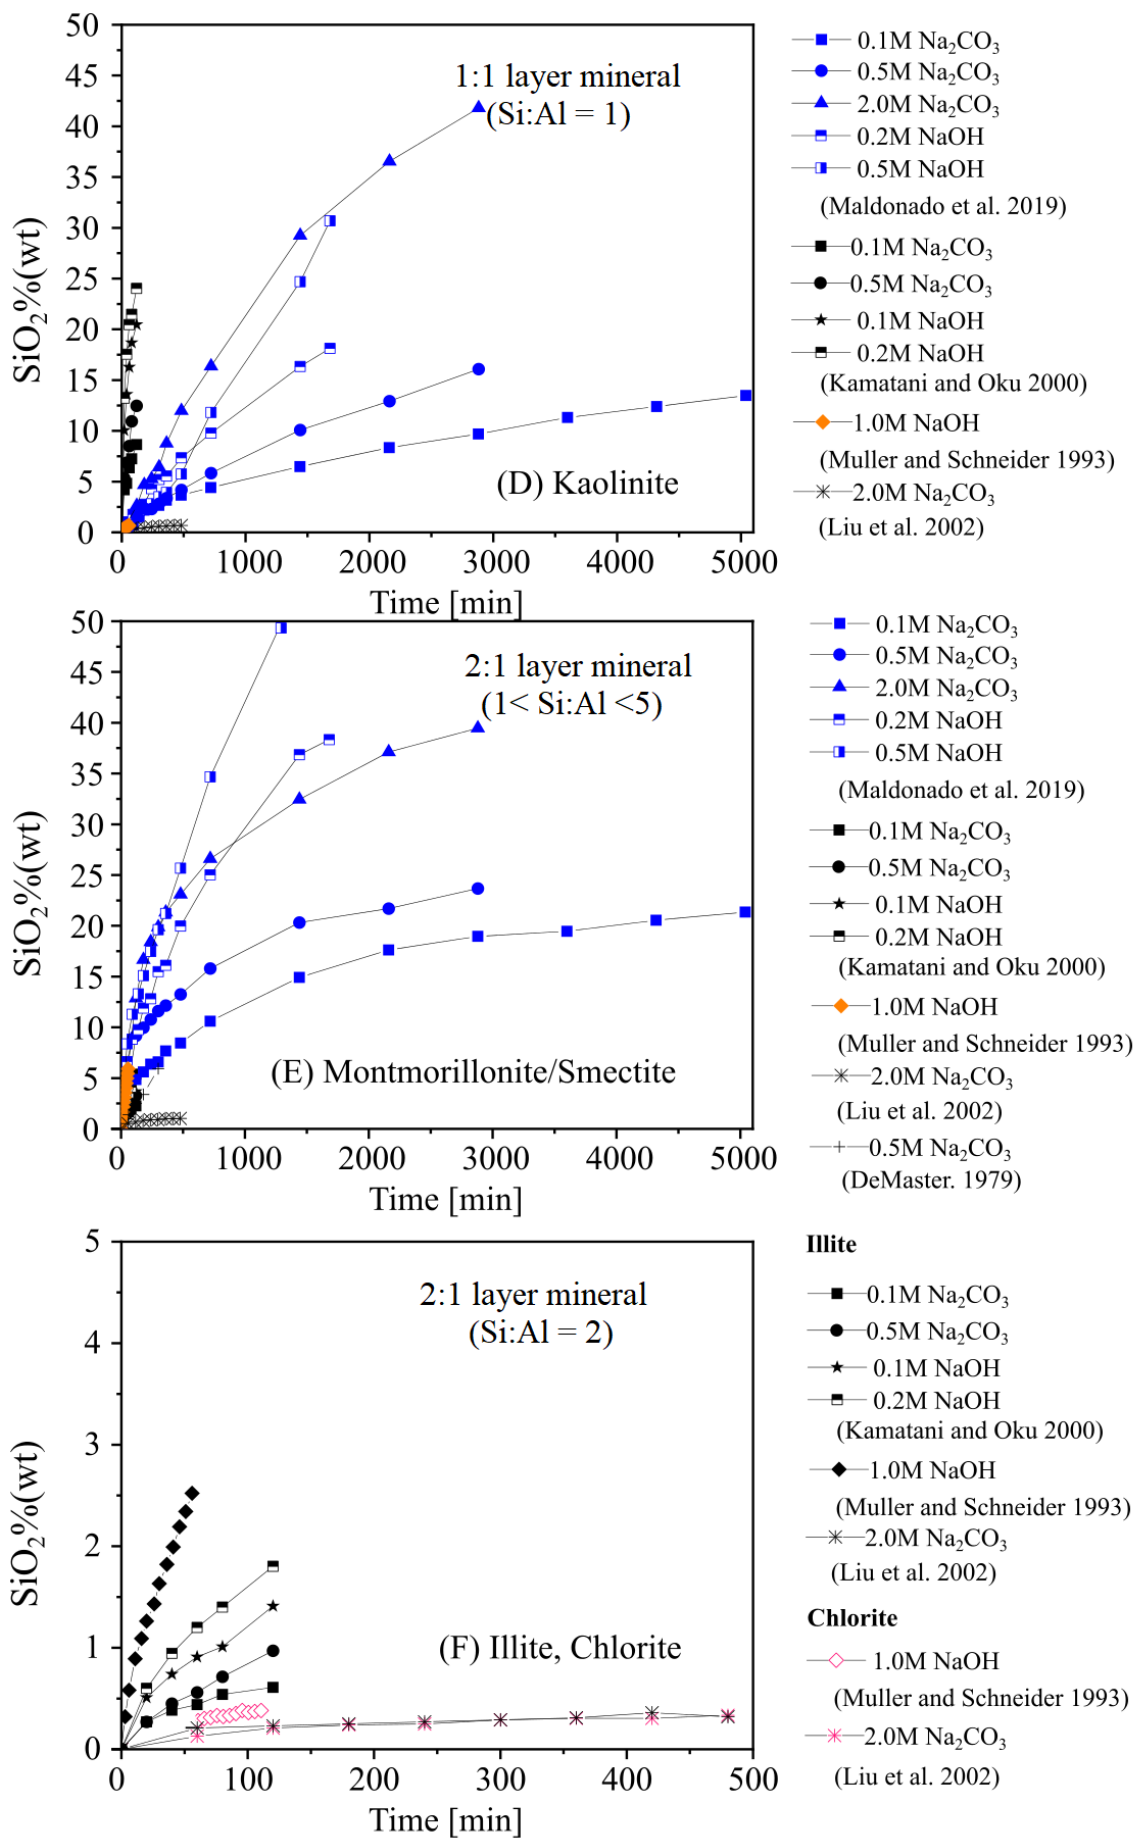 50
45
40
35
30
25
20
15
10
5
0
SiO₂%(wt)
1:1 layer mineral
(Si:Al = 1)
(D) Kaolinite
0 1000 2000 3000 4000 5000
Time [min]
0.1M Na₂CO₃
0.5M Na₂CO₃
2.0M Na₂CO₃
0.2M NaOH
0.5M NaOH
(Maldonado et al. 2019)
0.1M Na₂CO₃
0.5M Na₂CO₃
0.1M NaOH
0.2M NaOH
(Kamatani and Oku 2000)
1.0M NaOH
(Muller and Schneider 1993)
2.0M Na₂CO₃
(Liu et al. 2002)
50
45
40
35
30
25
20
15
10
5
0
SiO₂%(wt)
2:1 layer mineral
(1< Si:Al <5)
(E) Montmorillonite/Smectite
0 1000 2000 3000 4000 5000
Time [min]
0.1M Na₂CO₃
0.5M Na₂CO₃
2.0M Na₂CO₃
0.2M NaOH
0.5M NaOH
(Maldonado et al. 2019)
0.1M Na₂CO₃
0.5M Na₂CO₃
0.1M NaOH
0.2M NaOH
(Kamatani and Oku 2000)
1.0M NaOH
(Muller and Schneider 1993)
2.0M Na₂CO₃
(Liu et al. 2002)
0.5M Na₂CO₃
(DeMaster. 1979)
5
4
3
2
1
0
SiO₂%(wt)
2:1 layer mineral
(Si:Al = 2)
(F) Illite, Chlorite
0 100 200 300 400 500
Time [min]
Illite
0.1M Na₂CO₃
0.5M Na₂CO₃
0.1M NaOH
0.2M NaOH
(Kamatani and Oku 2000)
1.0M NaOH
(Muller and Schneider 1993)
2.0M Na₂CO₃
(Liu et al. 2002)
Chlorite
1.0M NaOH
(Muller and Schneider 1993)
2.0M Na₂CO₃
(Liu et al. 2002)